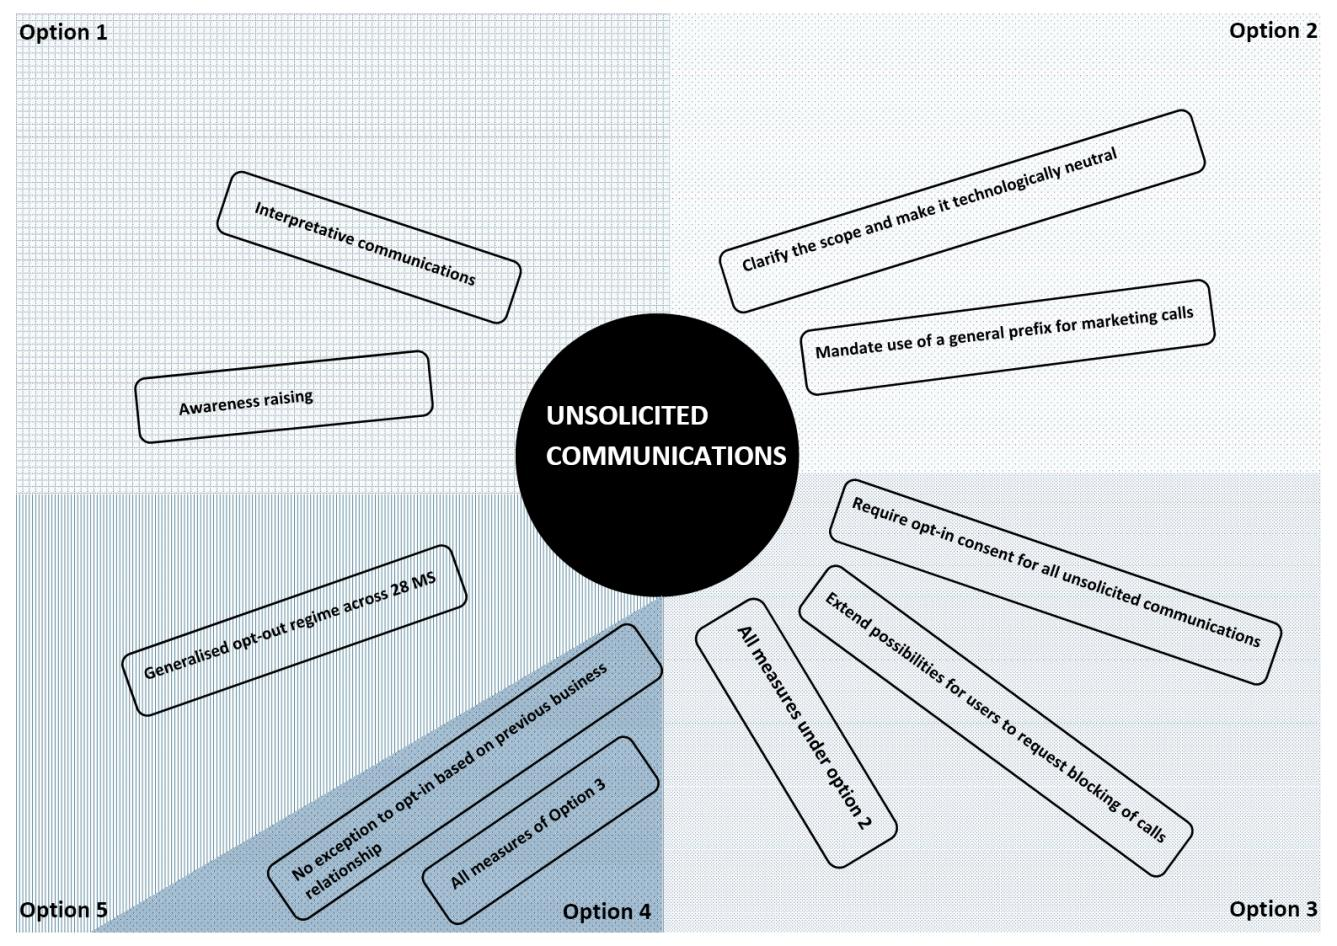 Option 1
Option 2
Interpretative communications
Awareness raising
Clarify the scope and make it technologically neutral
Mandate use of a general prefix for marketing calls
UNSOLICITED
COMMUNICATIONS
Require opt-in consent for all unsolicited communications
Extend possibilities for users to request blocking of calls
All measures under option 2
Generalised opt-out regime across 28 MS
No exception to opt-in based on previous business
relationship
All measures of Option 3
Option 5
Option 4
Option 3